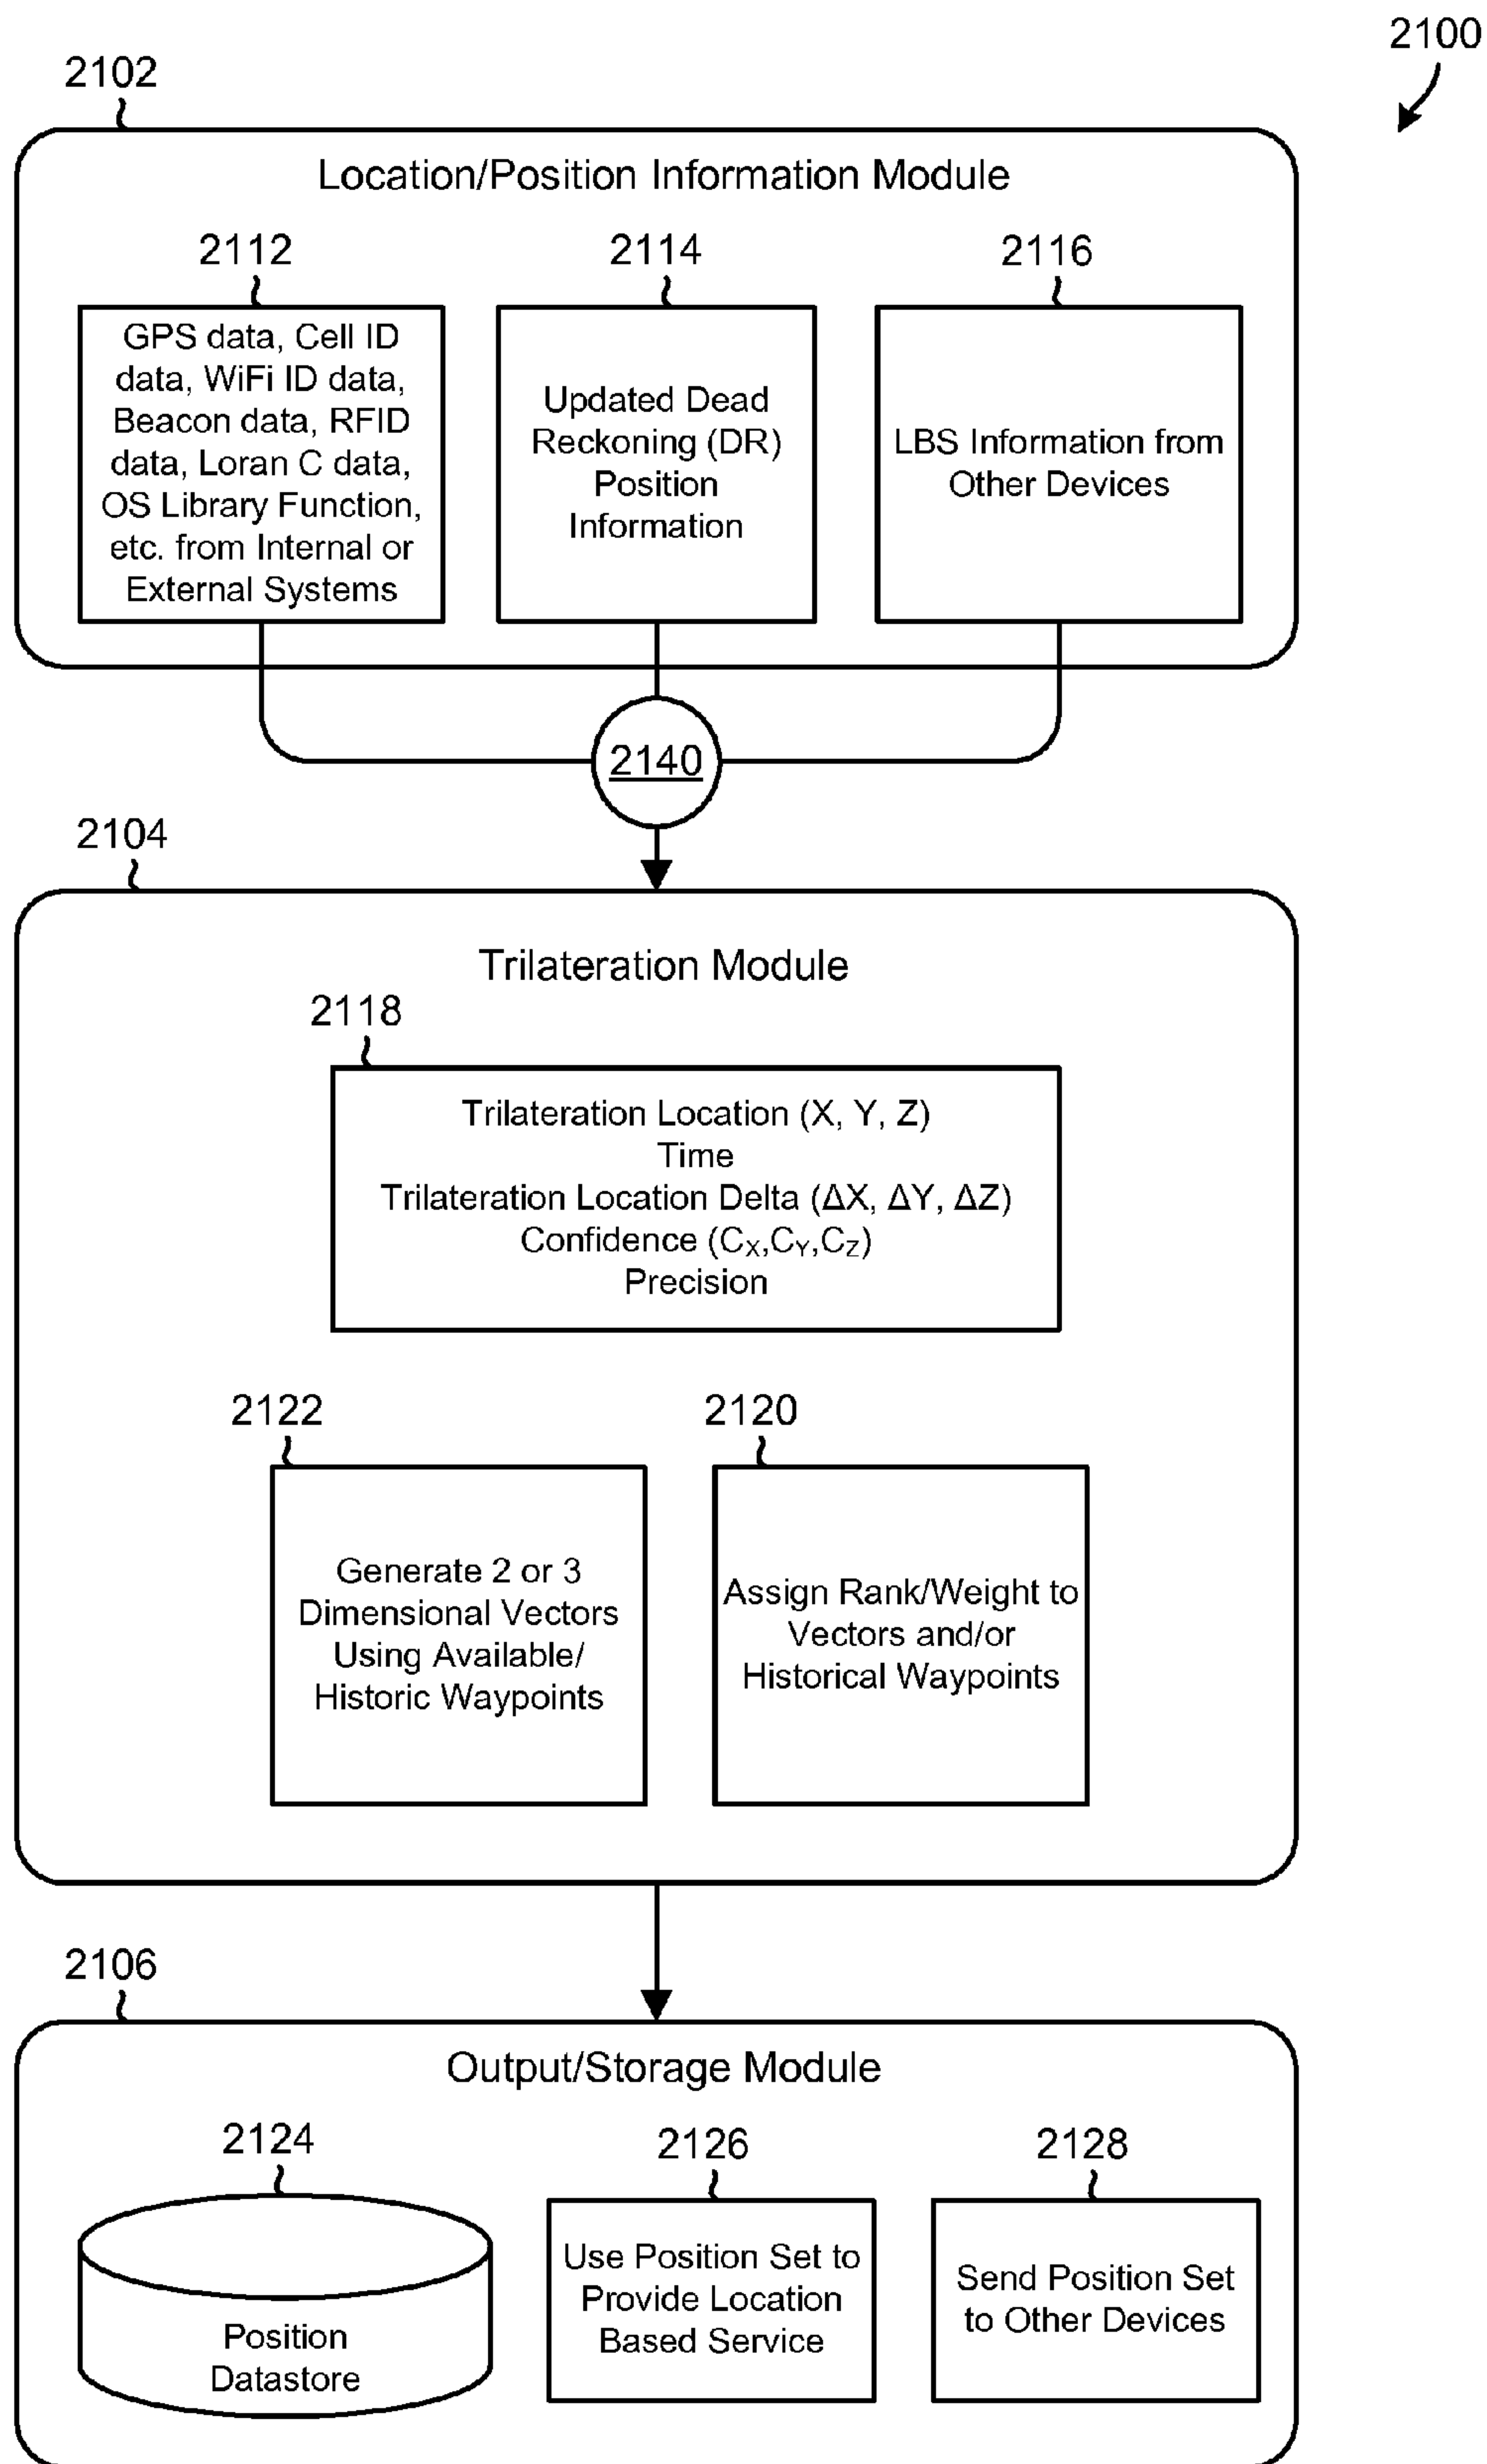 2100
2102
Location/Position Information Module
2112
2114
2116
GPS data, Cell ID
data, WiFi ID data,
Beacon data, RFID
data, Loran C data,
OS Library Function,
etc. from Internal or
External Systems
Updated Dead
Reckoning (DR)
Position
Information
LBS Information from
Other Devices
2140
2104
Trilateration Module
2118
Trilateration Location (X, Y, Z)
Time
Trilateration Location Delta (ΔX, ΔY, ΔZ)
Confidence (CX,CY,CZ)
Precision
2122
2120
Generate 2 or 3
Dimensional Vectors
Using Available/
Historic Waypoints
Assign Rank/Weight to
Vectors and/or
Historical Waypoints
2106
Output/Storage Module
2124
2126
2128
Position
Datastore
Use Position Set to
Provide Location
Based Service
Send Position Set
to Other Devices